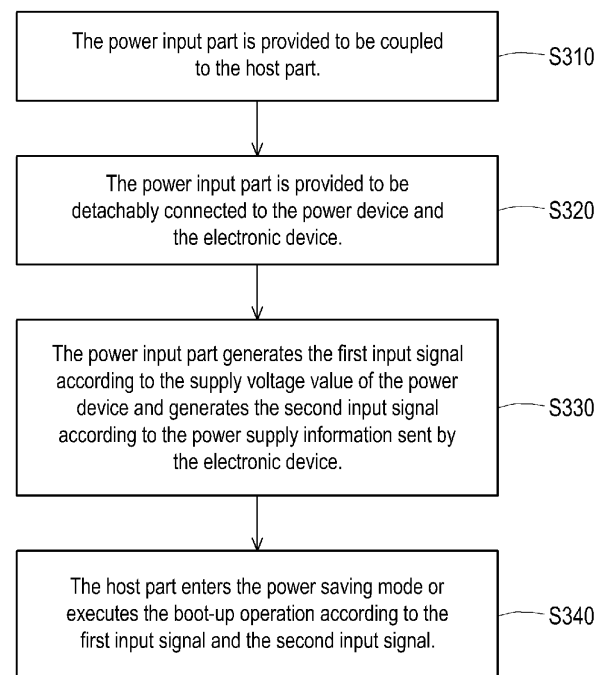 The power input part is provided to be coupled
to the host part.
S310
The power input part is provided to be
detachably connected to the power device and
the electronic device.
S320
The power input part generates the first input signal
according to the supply voltage value of the power
device and generates the second input signal
according to the power supply information sent by
the electronic device.
S330
The host part enters the power saving mode or
executes the boot-up operation according to the
first input signal and the second input signal.
S340